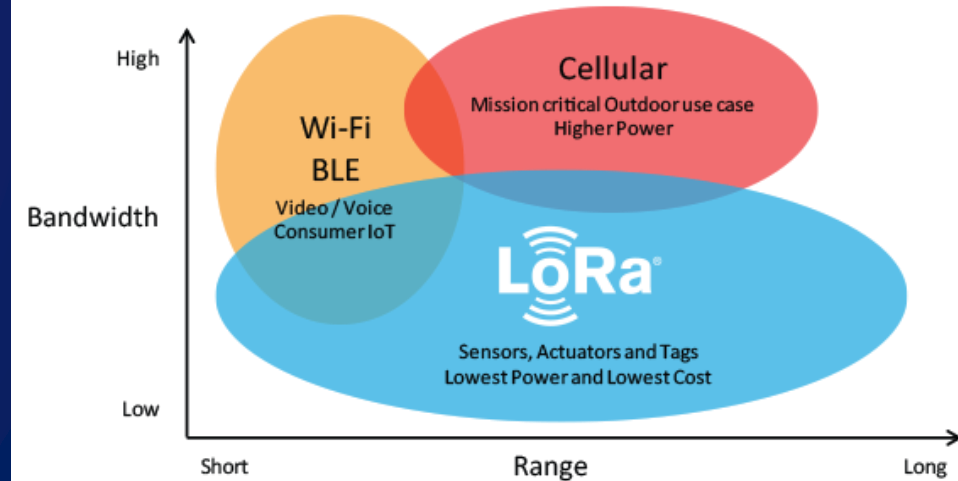 High
Bandwidth
Low
Wi-Fi
BLE
Video / Voice
Consumer IoT
Cellular
Mission critical Outdoor use case
Higher Power
LoRa®
Sensors, Actuators and Tags
Lowest Power and Lowest Cost
Short
Range
Long